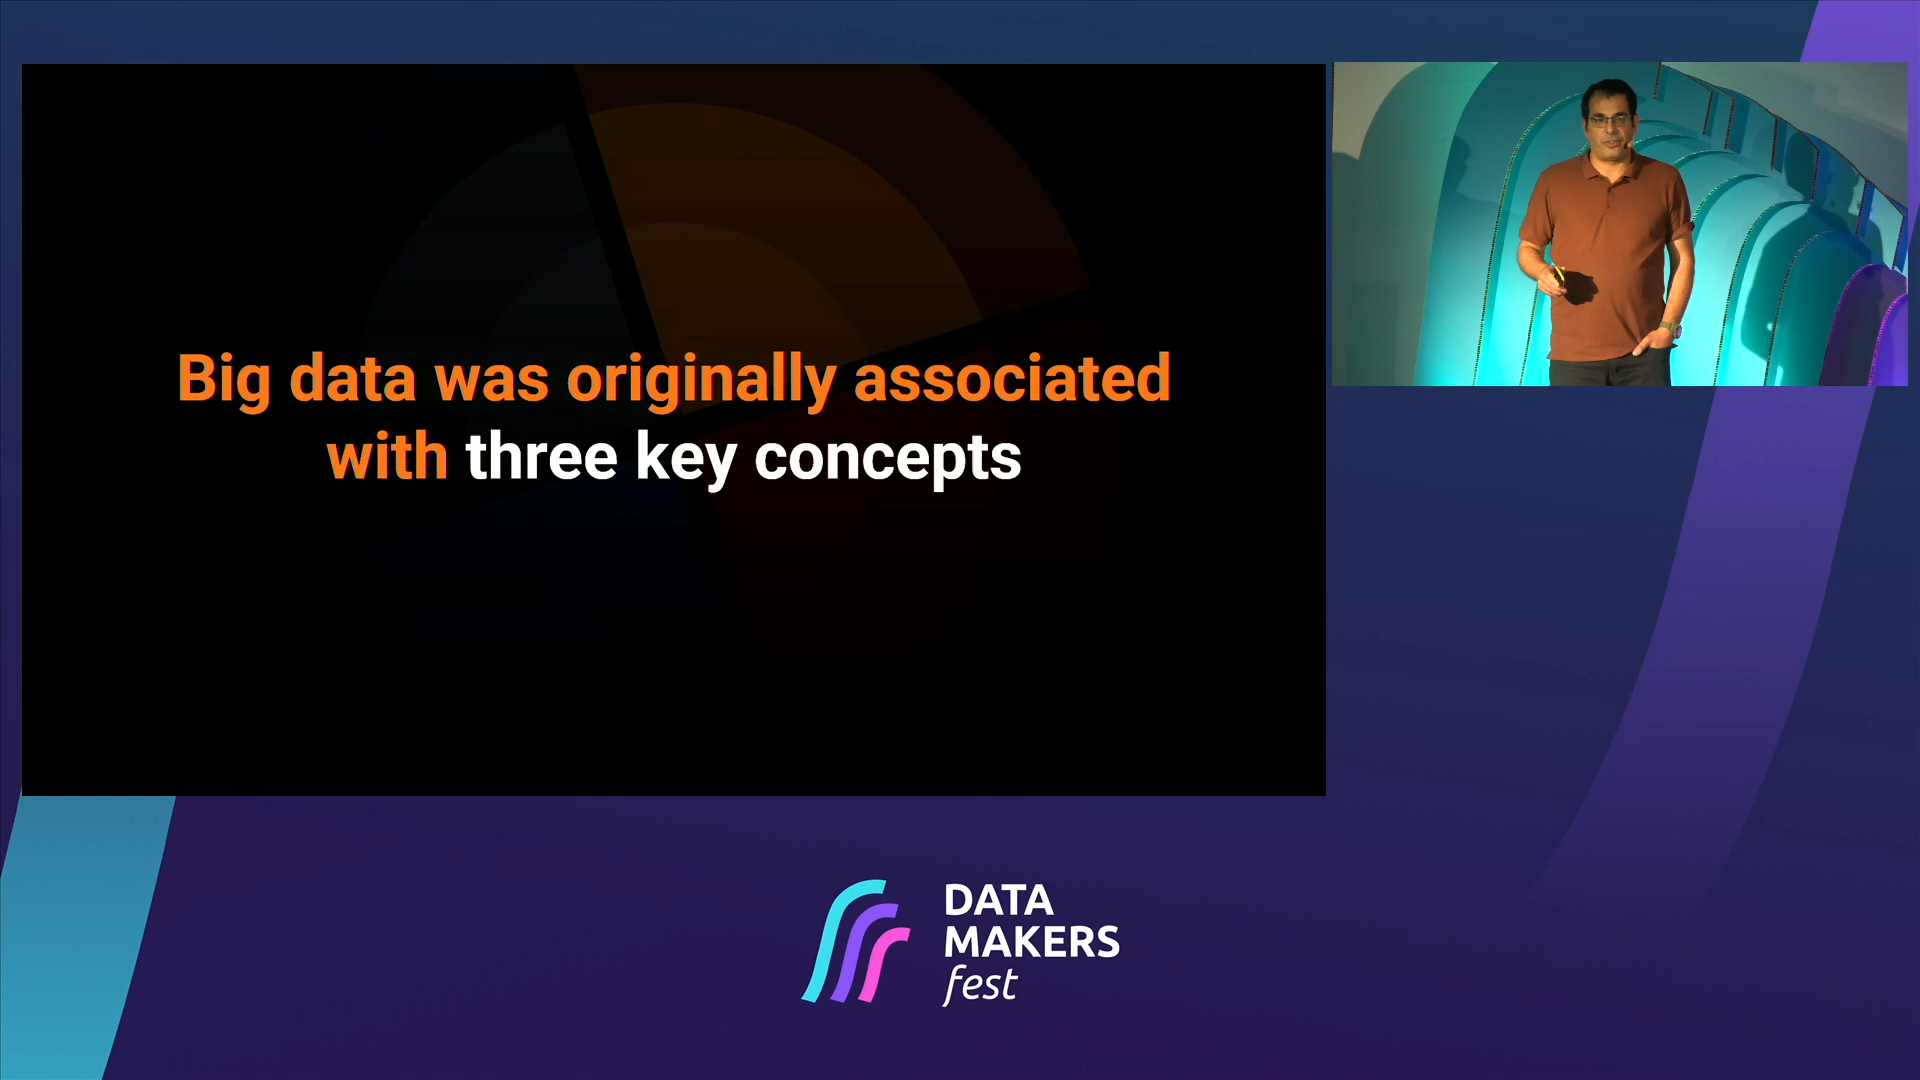 Big data was originally associated
with three key concepts
DATA
MAKERS
fest